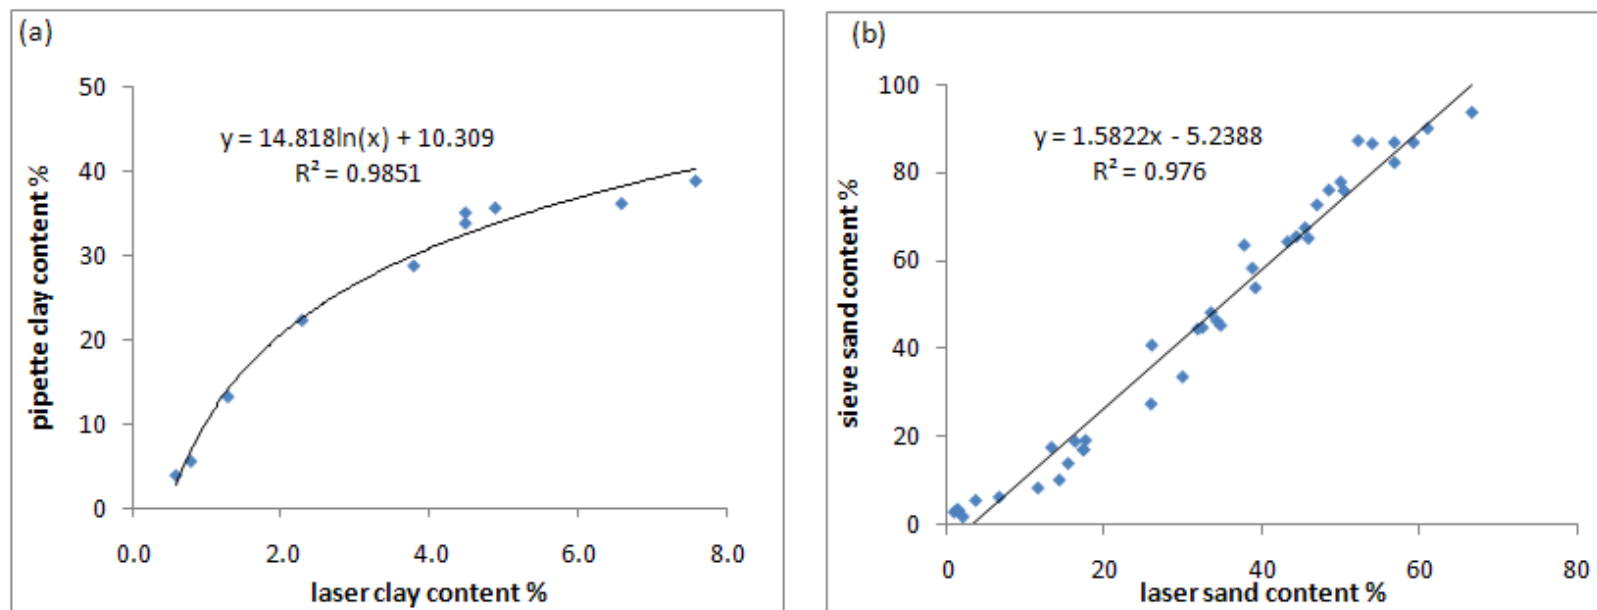 (a)
50
40
30
20
10
0
pipette clay content %
y = 14.818ln(x) + 10.309
R² = 0.9851
0.0 2.0 4.0 6.0 8.0
laser clay content %
(b)
100
80
60
40
20
0
sieve sand content %
y = 1.5822x - 5.2388
R² = 0.976
0 20 40 60 80
laser sand content %